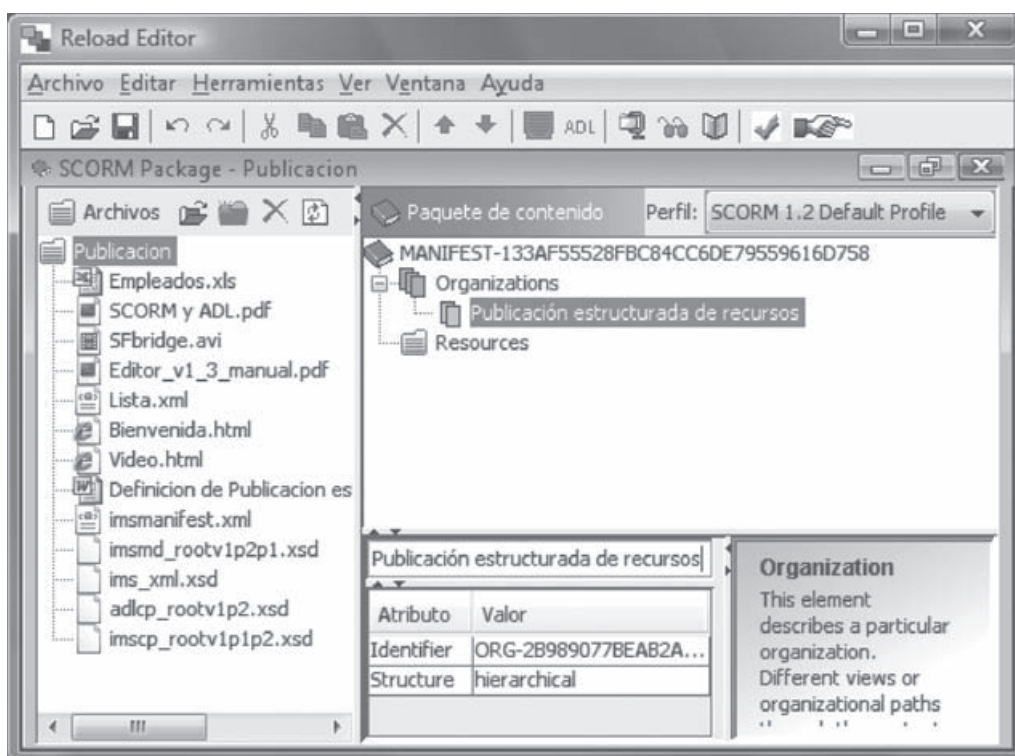 Reload Editor
Archivo Editar Herramientas Ver Ventana Ayuda
ADL
SCORM Package - Publicacion
Archivos
Publicacion
Empleados.xls
SCORM y ADL.pdf
SFbridge.avi
Editor_v1_3_manual.pdf
Lista.xml
Bienvenida.html
Video.html
Definicion de Publicacion es
imsmanifest.xml
imsmd_rootv1p2p1.xsd
ims_xml.xsd
adlcp_rootv1p2.xsd
imscp_rootv1p1p2.xsd
Paquete de contenido Perfil: SCORM 1.2 Default Profile
MANIFEST-133AF55528FBC84CC6DE79559616D758
Organizations
Publicación estructurada de recursos
Resources
Publicación estructurada de recursos
Atributo Valor
Identifier ORG-2B989077BEAB2A...
Structure hierarchical
Organization
This element
describes a particular
organization.
Different views or
organizational paths